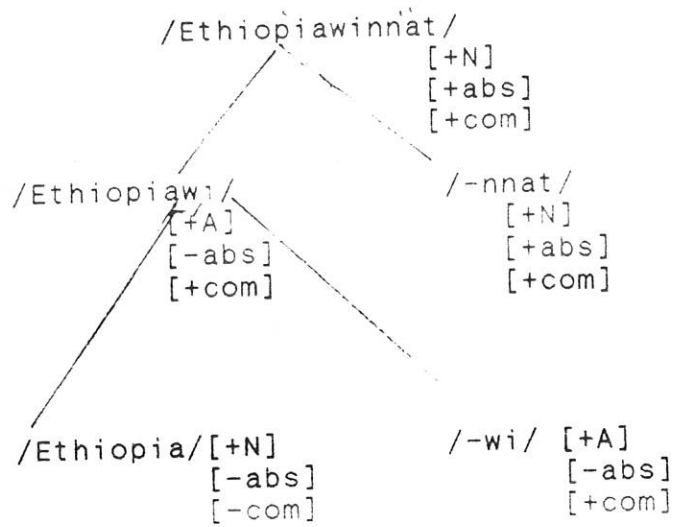 /Ethiopiawinnat/
[+N]
[+abs]
[+com]
/Ethiopiawi/ /-nnat/
[+A] [+N]
[-abs] [+abs]
[+com] [+com]
/Ethiopia/[+N] /-wi/ [+A]
[-abs] [-abs]
[-com] [+com]